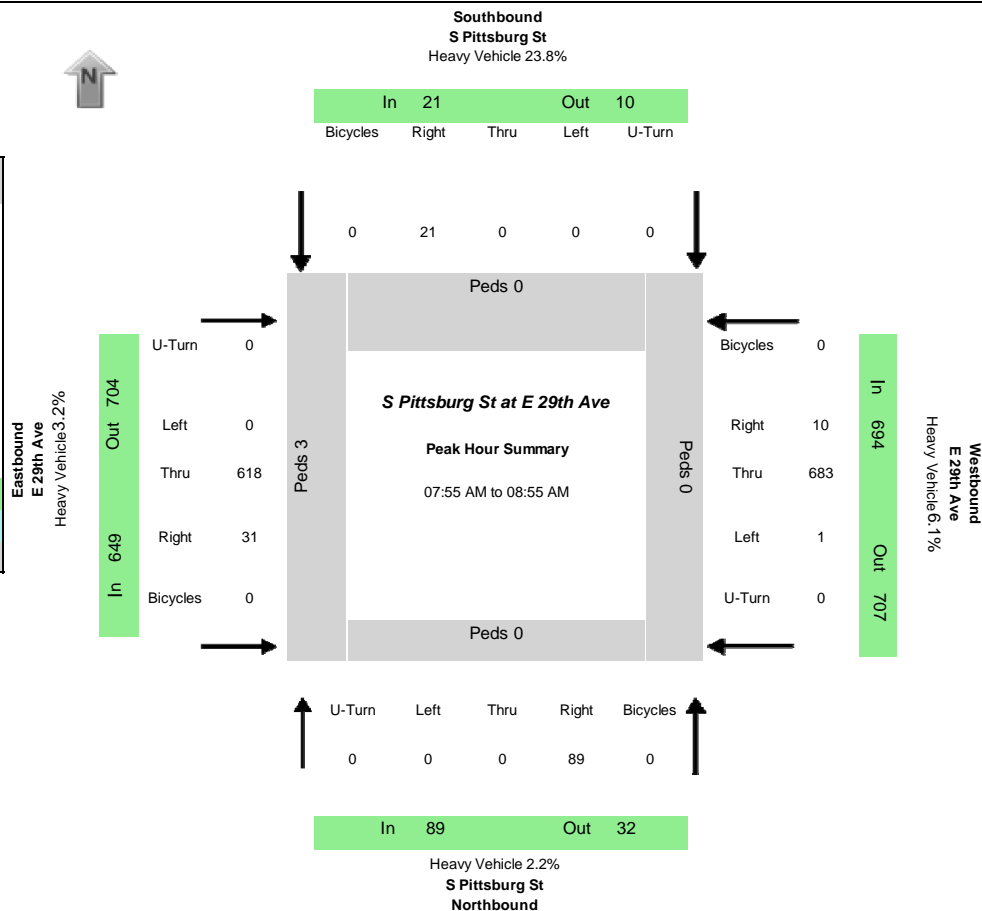 Southbound
S Pittsburg St
Heavy Vehicle 23.8%
N
In 21 Out 10
Bicycles Right Thru Left U-Turn
0 21 0 0 0
Peds 0
Eastbound
E 29th Ave
Heavy Vehicle3.2%
In 649 Out 704
U-Turn 0
Left 0
Thru 618
Right 31
Bicycles 0
Peds 3
S Pittsburg St at E 29th Ave
Peak Hour Summary
07:55 AM to 08:55 AM
Peds 0
Bicycles 0
Right 10
Thru 683
Left 1
U-Turn 0
In 694 Out 707
Westbound
E 29th Ave
Heavy Vehicle6.1%
Peds 0
U-Turn Left Thru Right Bicycles
0 0 0 89 0
In 89 Out 32
Heavy Vehicle 2.2%
S Pittsburg St
Northbound